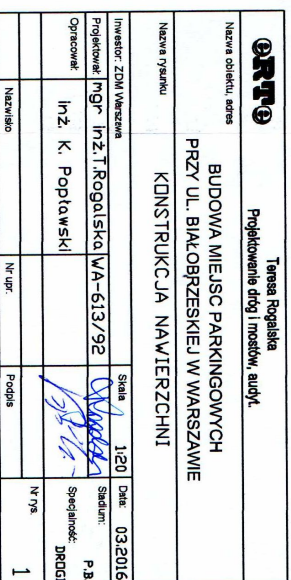 eRTe
Teresa Rogalska
Projektowanie dróg i mostów, audyt.
Nazwa obiektu, adres
BUDOWA MIEJSC PARKINGOWYCH
PRZY UL. BIAŁOBRZESKIEJ W WARSZAWIE
Nazwa rysunku
KONSTRUKCJA NAWIERZCHNI
Inwestor: ZDM Warszawa
Skala 1:20
Data: 03.2016
Projektował: mgr inż.T.Rogalska WA-613/92
Stadium: P.B
Opracował: inż. K. Popławski
Specjalność: DROGI
Nazwisko
Nr upr.
Podpis
Nr rys. 1